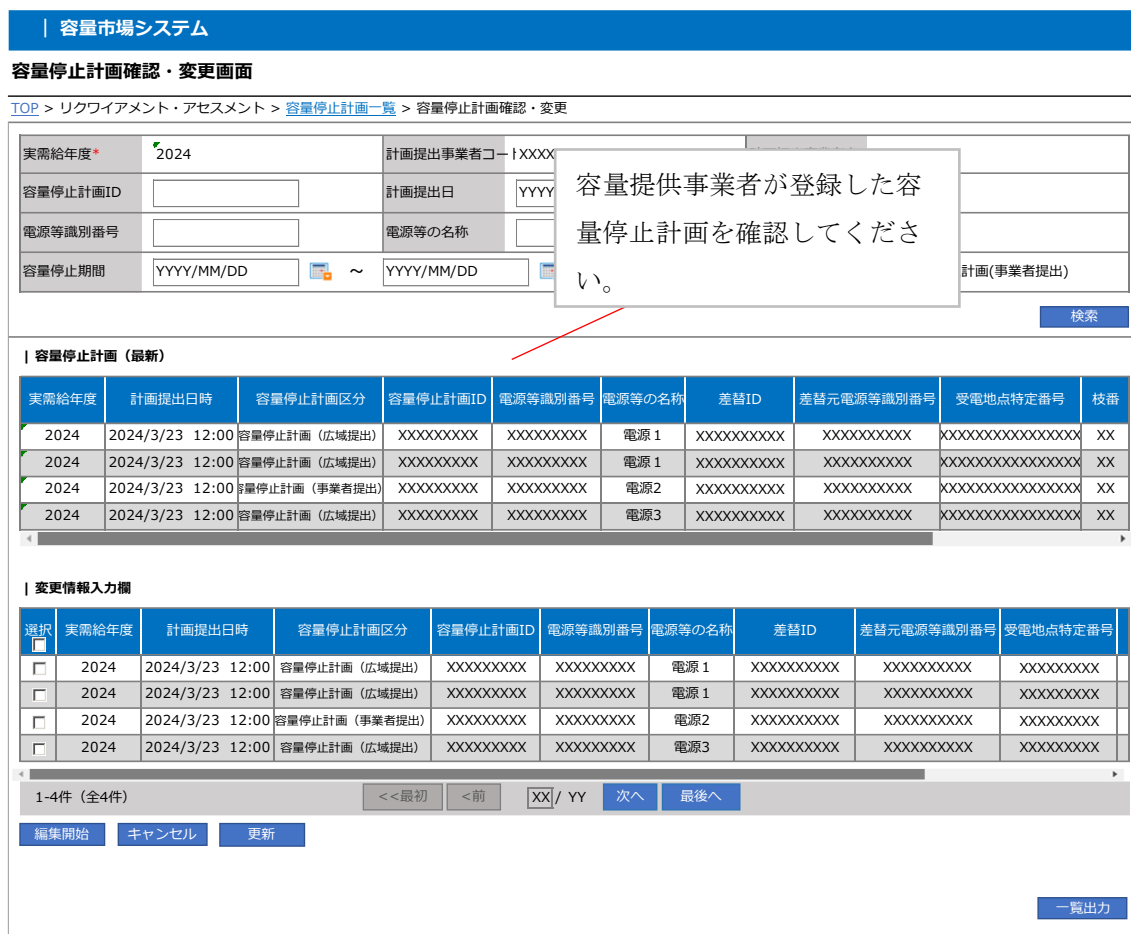 | 容量市場システム
容量停止計画確認・変更画面
TOP > リクワイアメント・アセスメント > 容量停止計画一覧 > 容量停止計画確認・変更
実需給年度* 2024 計画提出事業者コード XXXX
容量停止計画ID 計画提出日 YYYY
電源等識別番号 電源等の名称
容量停止期間 YYYY/MM/DD ～ YYYY/MM/DD 計画(事業者提出)
容量提供事業者が登録した容
量停止計画を確認してくださ
い。
検索
| 容量停止計画（最新）
実需給年度 計画提出日時 容量停止計画区分 容量停止計画ID 電源等識別番号 電源等の名称 差替ID 差替元電源等識別番号 受電地点特定番号 枝番
2024 2024/3/23 12:00 容量停止計画（広域提出） XXXXXXXXX XXXXXXXXX 電源１ XXXXXXXXXX XXXXXXXXXX XXXXXXXXXXXXXXXX XX
2024 2024/3/23 12:00 容量停止計画（広域提出） XXXXXXXXX XXXXXXXXX 電源１ XXXXXXXXXX XXXXXXXXXX XXXXXXXXXXXXXXXX XX
2024 2024/3/23 12:00 容量停止計画（事業者提出） XXXXXXXXX XXXXXXXXX 電源2 XXXXXXXXXX XXXXXXXXXX XXXXXXXXXXXXXXXX XX
2024 2024/3/23 12:00 容量停止計画（広域提出） XXXXXXXXX XXXXXXXXX 電源3 XXXXXXXXXX XXXXXXXXXX XXXXXXXXXXXXXXXX XX
| 変更情報入力欄
選択 実需給年度 計画提出日時 容量停止計画区分 容量停止計画ID 電源等識別番号 電源等の名称 差替ID 差替元電源等識別番号 受電地点特定番号
2024 2024/3/23 12:00 容量停止計画（広域提出） XXXXXXXXX XXXXXXXXX 電源１ XXXXXXXXXX XXXXXXXXXX XXXXXXXXX
2024 2024/3/23 12:00 容量停止計画（広域提出） XXXXXXXXX XXXXXXXXX 電源１ XXXXXXXXXX XXXXXXXXXX XXXXXXXXX
2024 2024/3/23 12:00 容量停止計画（事業者提出） XXXXXXXXX XXXXXXXXX 電源2 XXXXXXXXXX XXXXXXXXXX XXXXXXXXX
2024 2024/3/23 12:00 容量停止計画（広域提出） XXXXXXXXX XXXXXXXXX 電源3 XXXXXXXXXX XXXXXXXXXX XXXXXXXXX
1-4件（全4件） <<最初 <前 XX / YY 次へ 最後へ
編集開始 キャンセル 更新
一覧出力